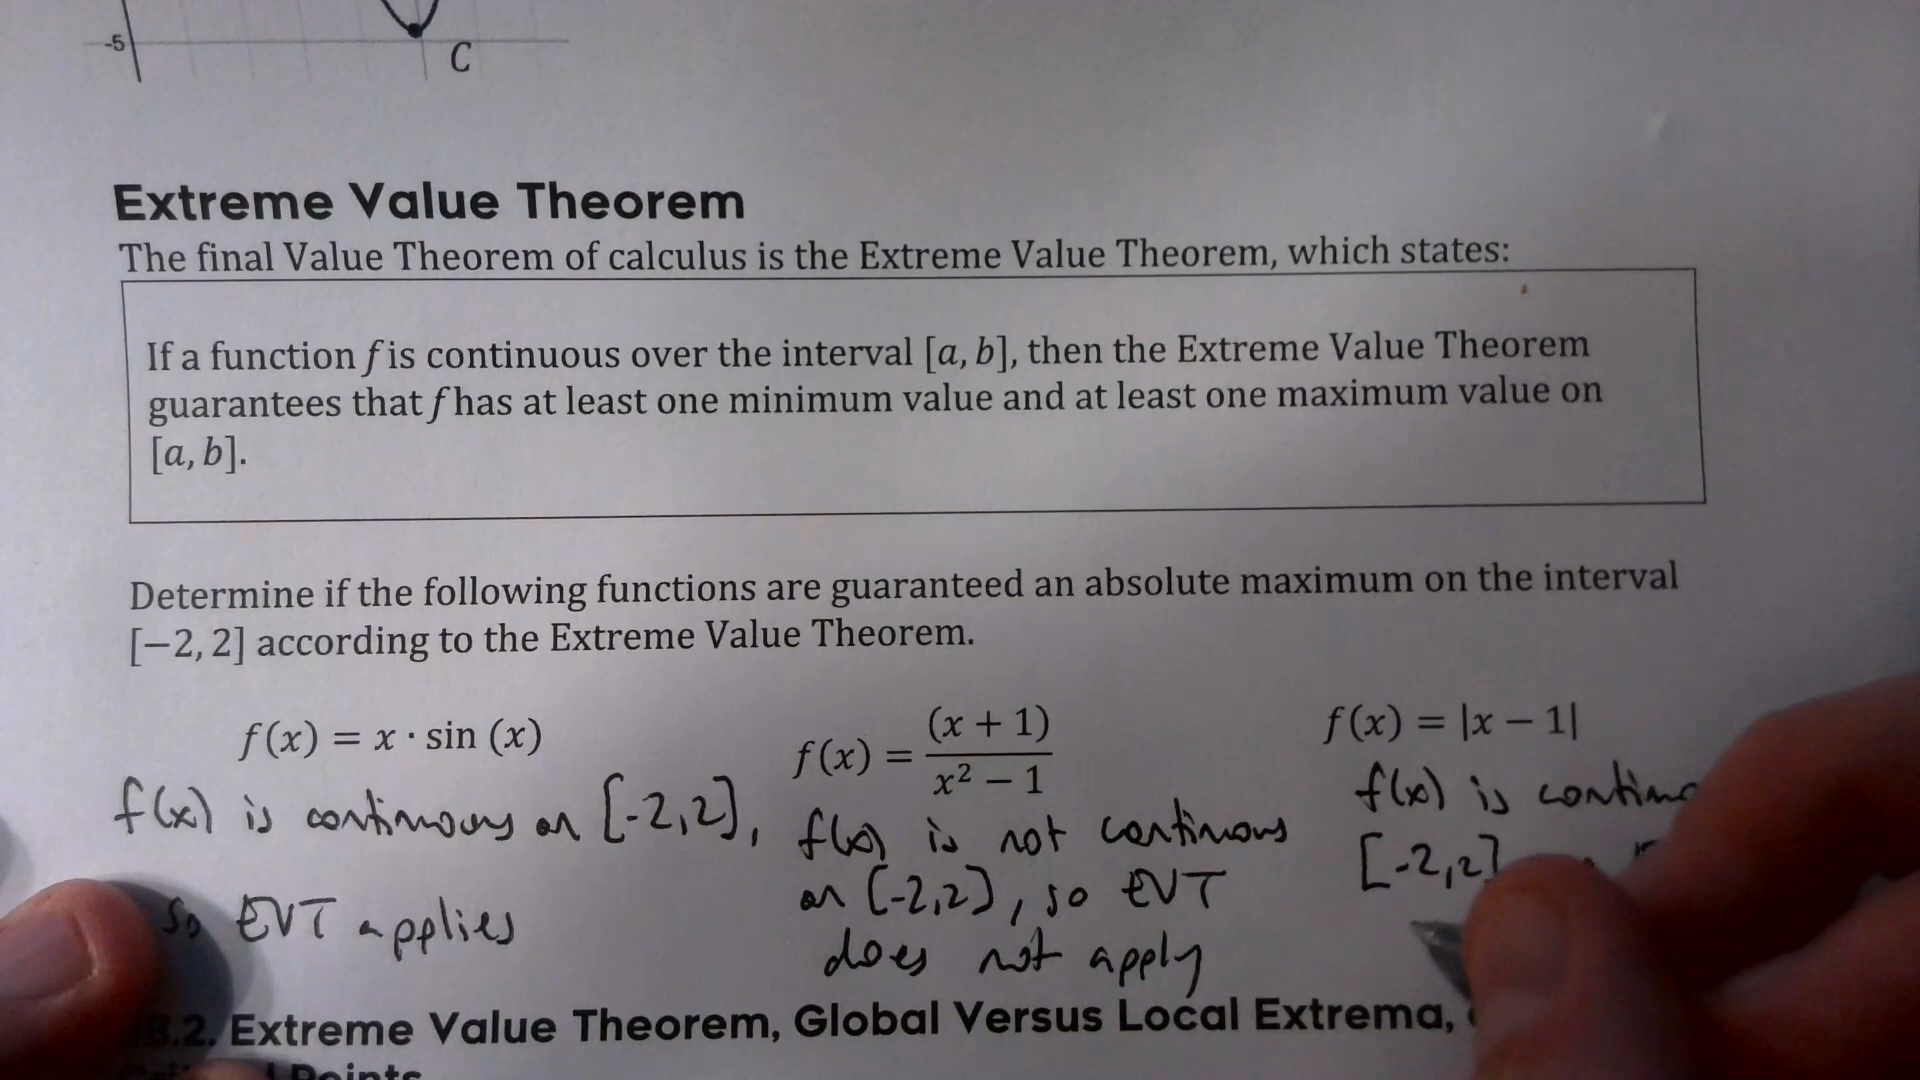 -5
C
Extreme Value Theorem
The final Value Theorem of calculus is the Extreme Value Theorem, which states:
If a function f is continuous over the interval [a, b], then the Extreme Value Theorem
guarantees that f has at least one minimum value and at least one maximum value on
[a, b].
Determine if the following functions are guaranteed an absolute maximum on the interval
[−2, 2] according to the Extreme Value Theorem.
f(x) = x · sin (x)
f(x) is continuous on [-2,2],
so EVT applies
f(x) = (x + 1) / x² − 1
f(x) is not continuous
on [-2,2], so EVT
does not apply
f(x) = |x − 1|
f(x) is continuo
[-2,2]
.2. Extreme Value Theorem, Global Versus Local Extrema,
Points